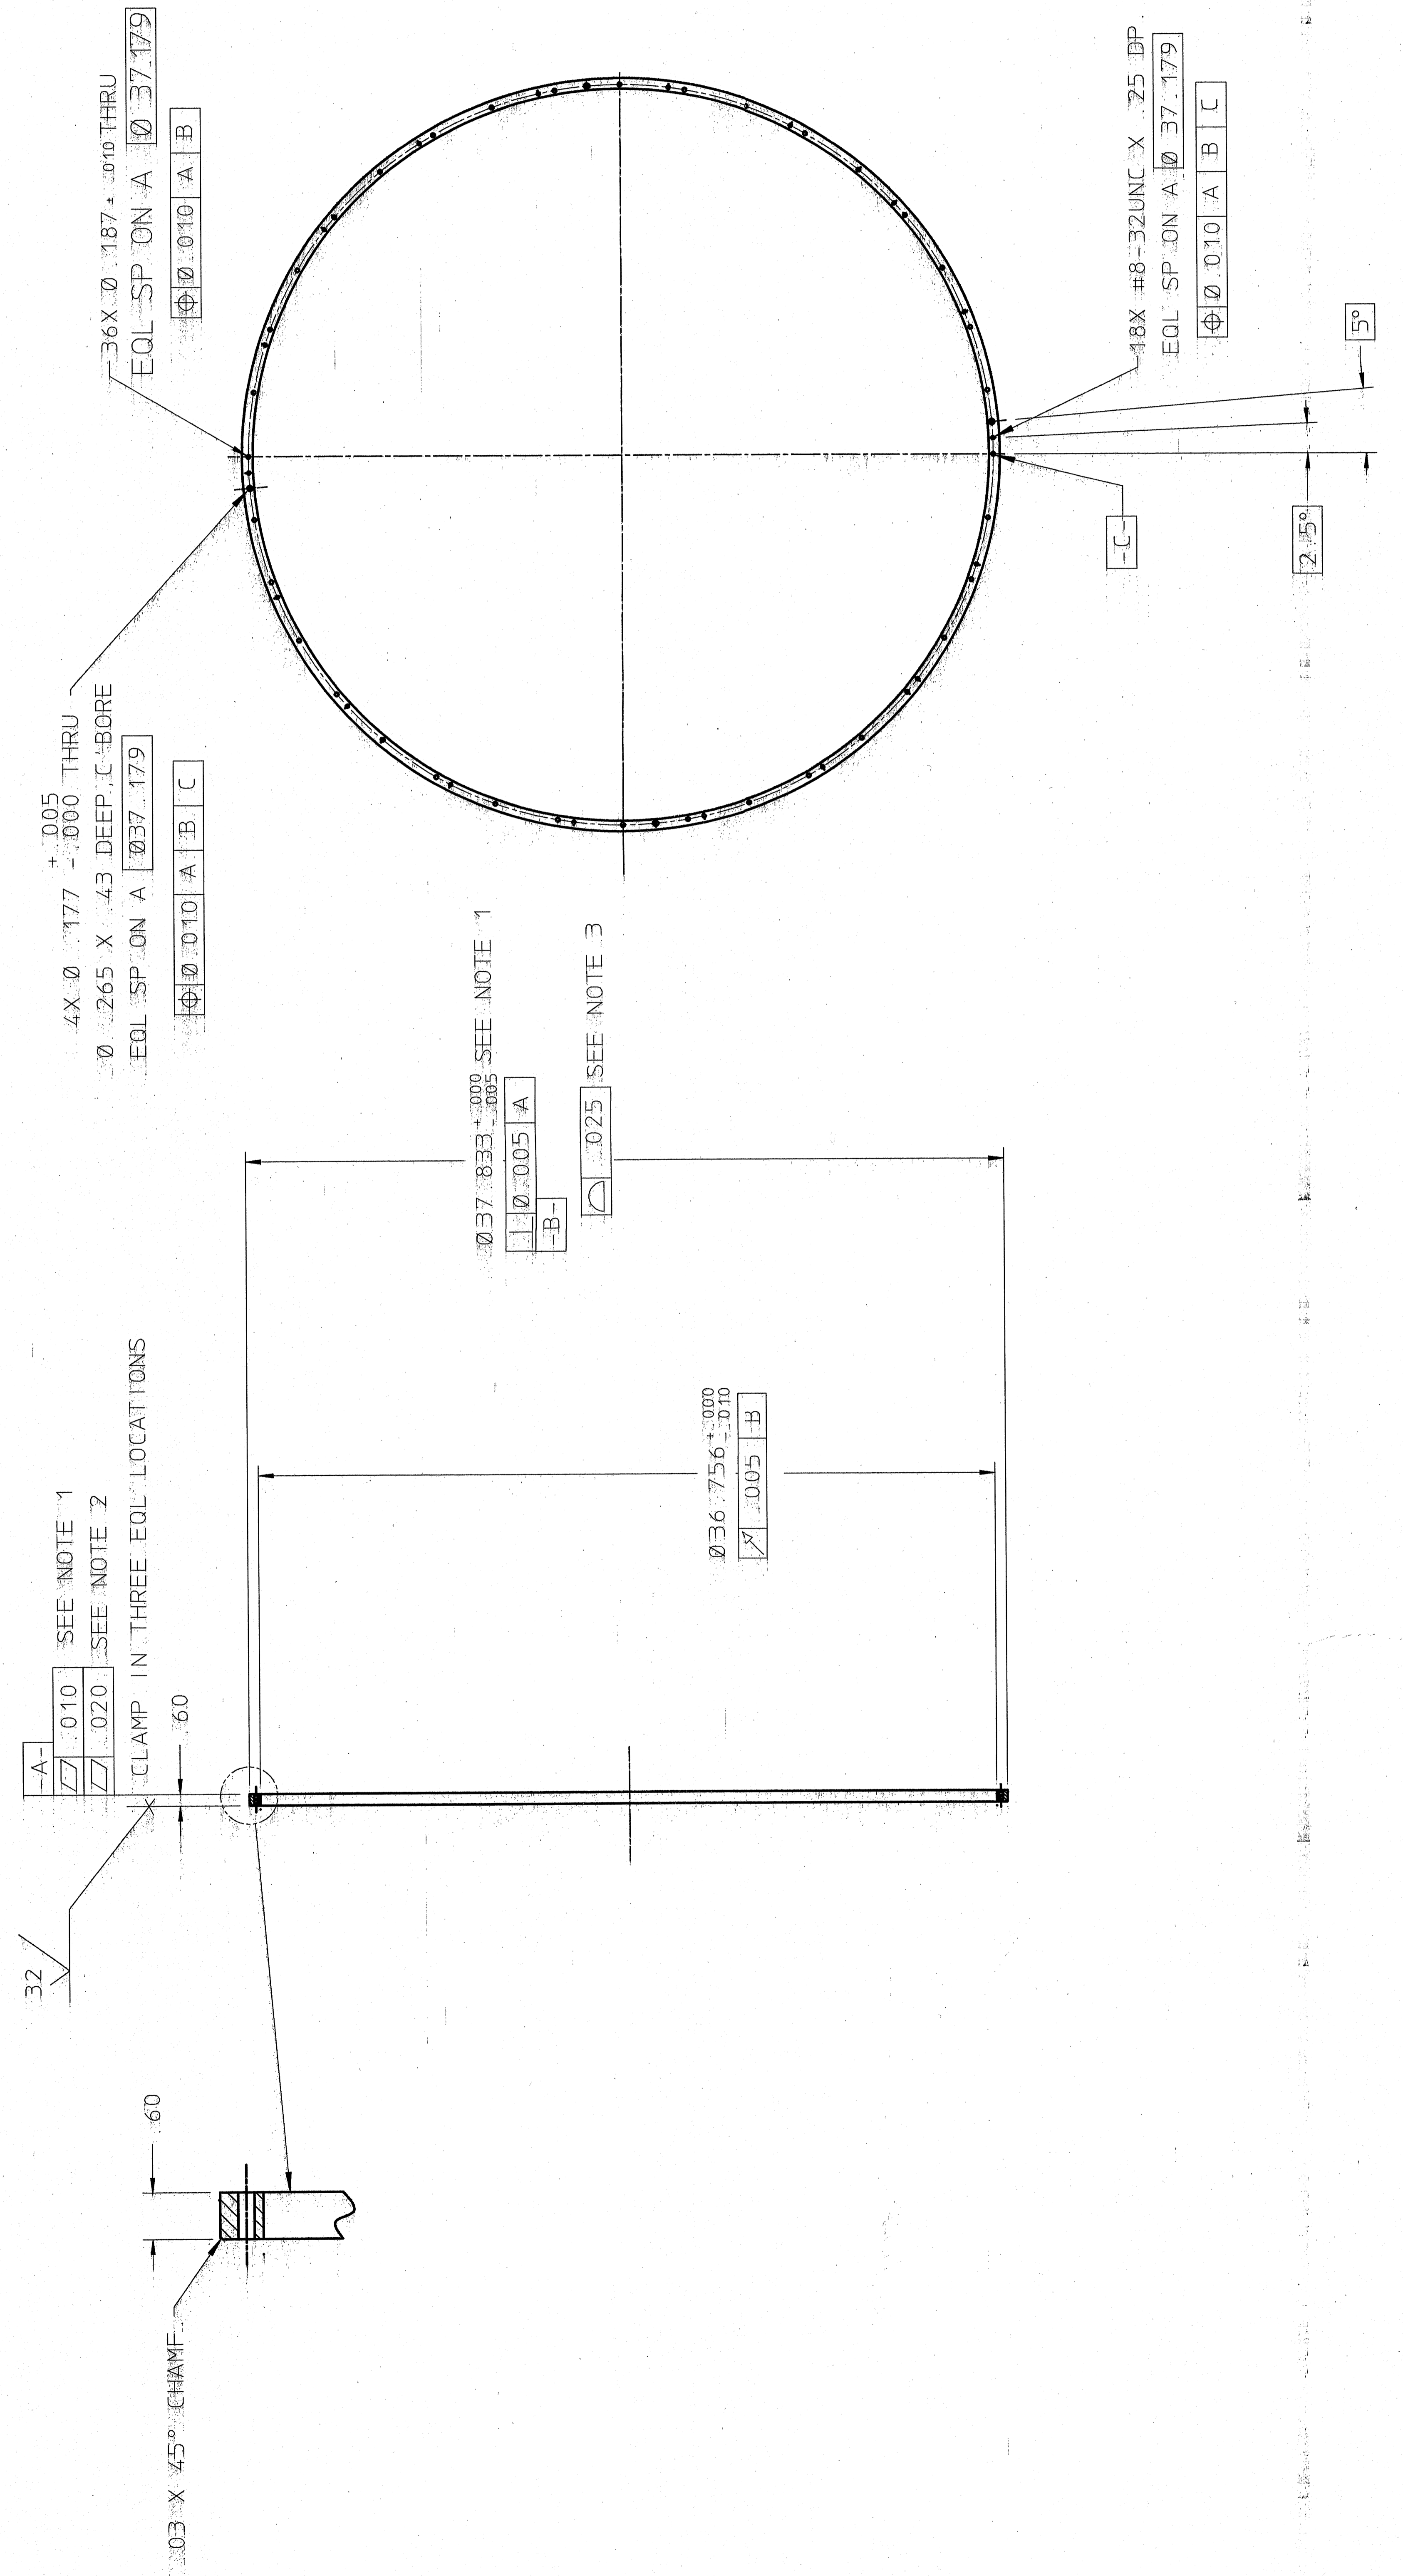 .03 X 45° CHAMF.
.60
32
-A-
⏥ .010 SEE NOTE 1
⏥ .020 SEE NOTE 2
CLAMP IN THREE EQL LOCATIONS
.60
Ø36.756 +.000
-.010
↗ .005 B
Ø37.833 +.000 SEE NOTE 1
-.005
⊥ Ø.005 A
-B-
⌓ .025 SEE NOTE 3
4X Ø .177 +.005
-.000 THRU
Ø .265 X .43 DEEP, C'BORE
EQL SP ON A Ø37.179
⌖ Ø.010 A B C
36X Ø .187± .010 THRU
EQL SP ON A Ø 37.179
⌖ Ø.010 A B
18X #8-32UNC X .25 DP.
EQL SP ON A Ø 37.179
⌖ Ø.010 A B C
-C-
2.5°
5°